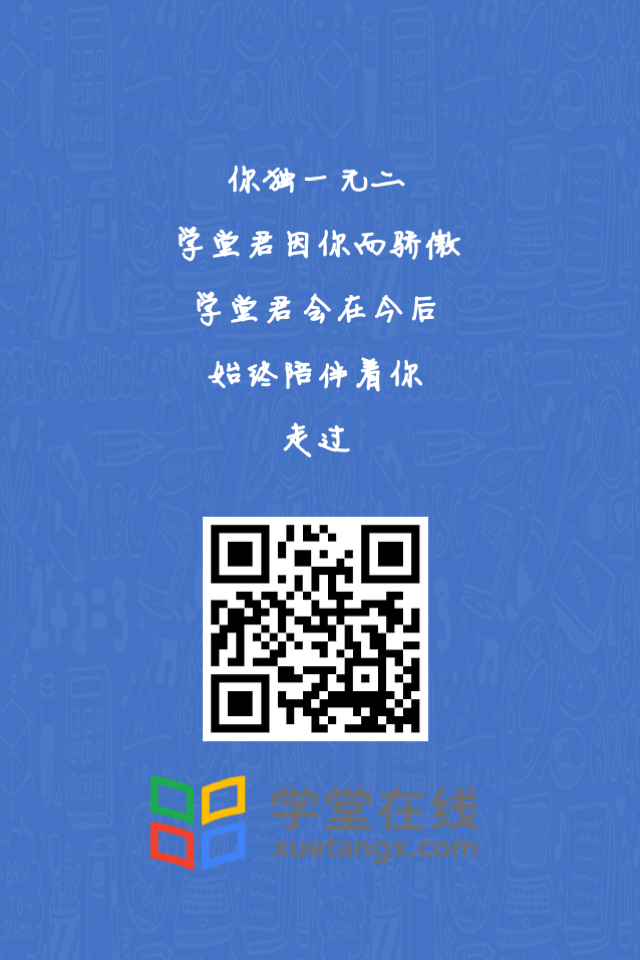 你独一无二
学堂君因你而骄傲
学堂君会在今后
始终陪伴着你
走过
学堂在线
xuetangx.com